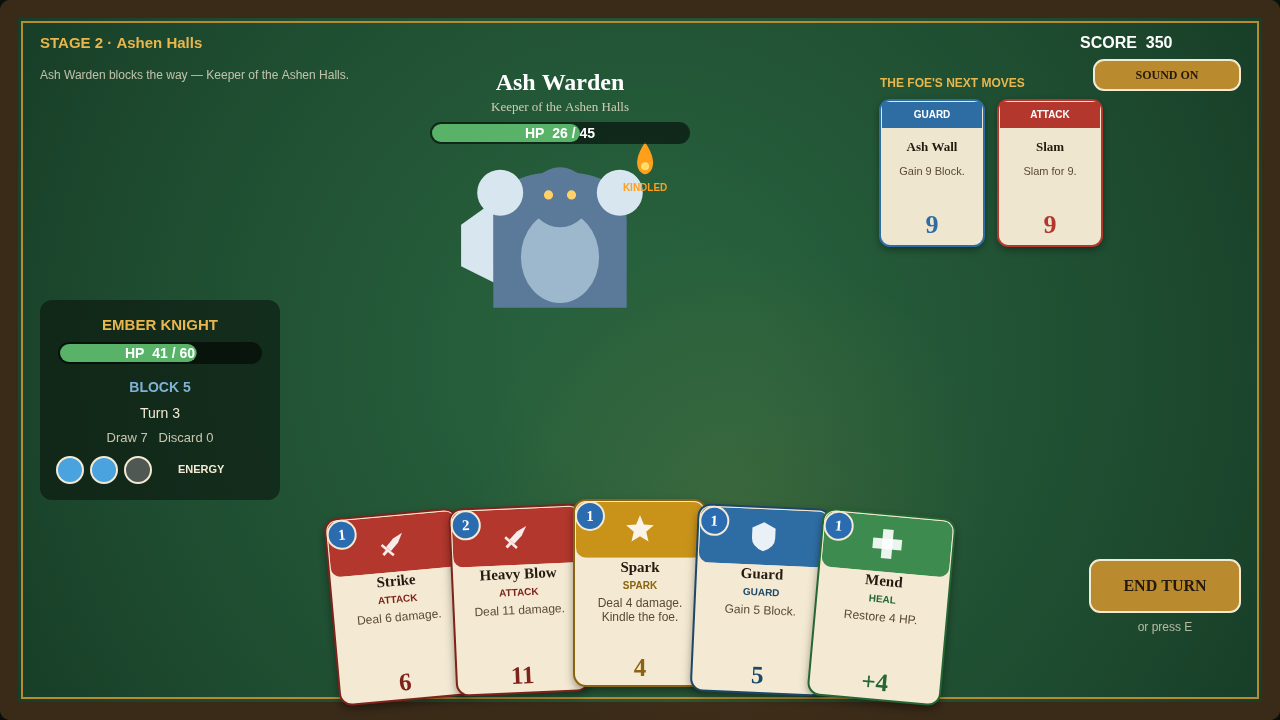 STAGE 2 · Ashen Halls
Ash Warden blocks the way — Keeper of the Ashen Halls.
Ash Warden
Keeper of the Ashen Halls
HP 26 / 45
KINDLED
SCORE 350
SOUND ON
THE FOE'S NEXT MOVES
GUARD
Ash Wall
Gain 9 Block.
9
ATTACK
Slam
Slam for 9.
9
EMBER KNIGHT
HP 41 / 60
BLOCK 5
Turn 3
Draw 7 Discard 0
ENERGY
1
Strike
ATTACK
Deal 6 damage.
6
2
Heavy Blow
ATTACK
Deal 11 damage.
11
1
Spark
SPARK
Deal 4 damage.
Kindle the foe.
4
1
Guard
GUARD
Gain 5 Block.
5
1
Mend
HEAL
Restore 4 HP.
+4
END TURN
or press E